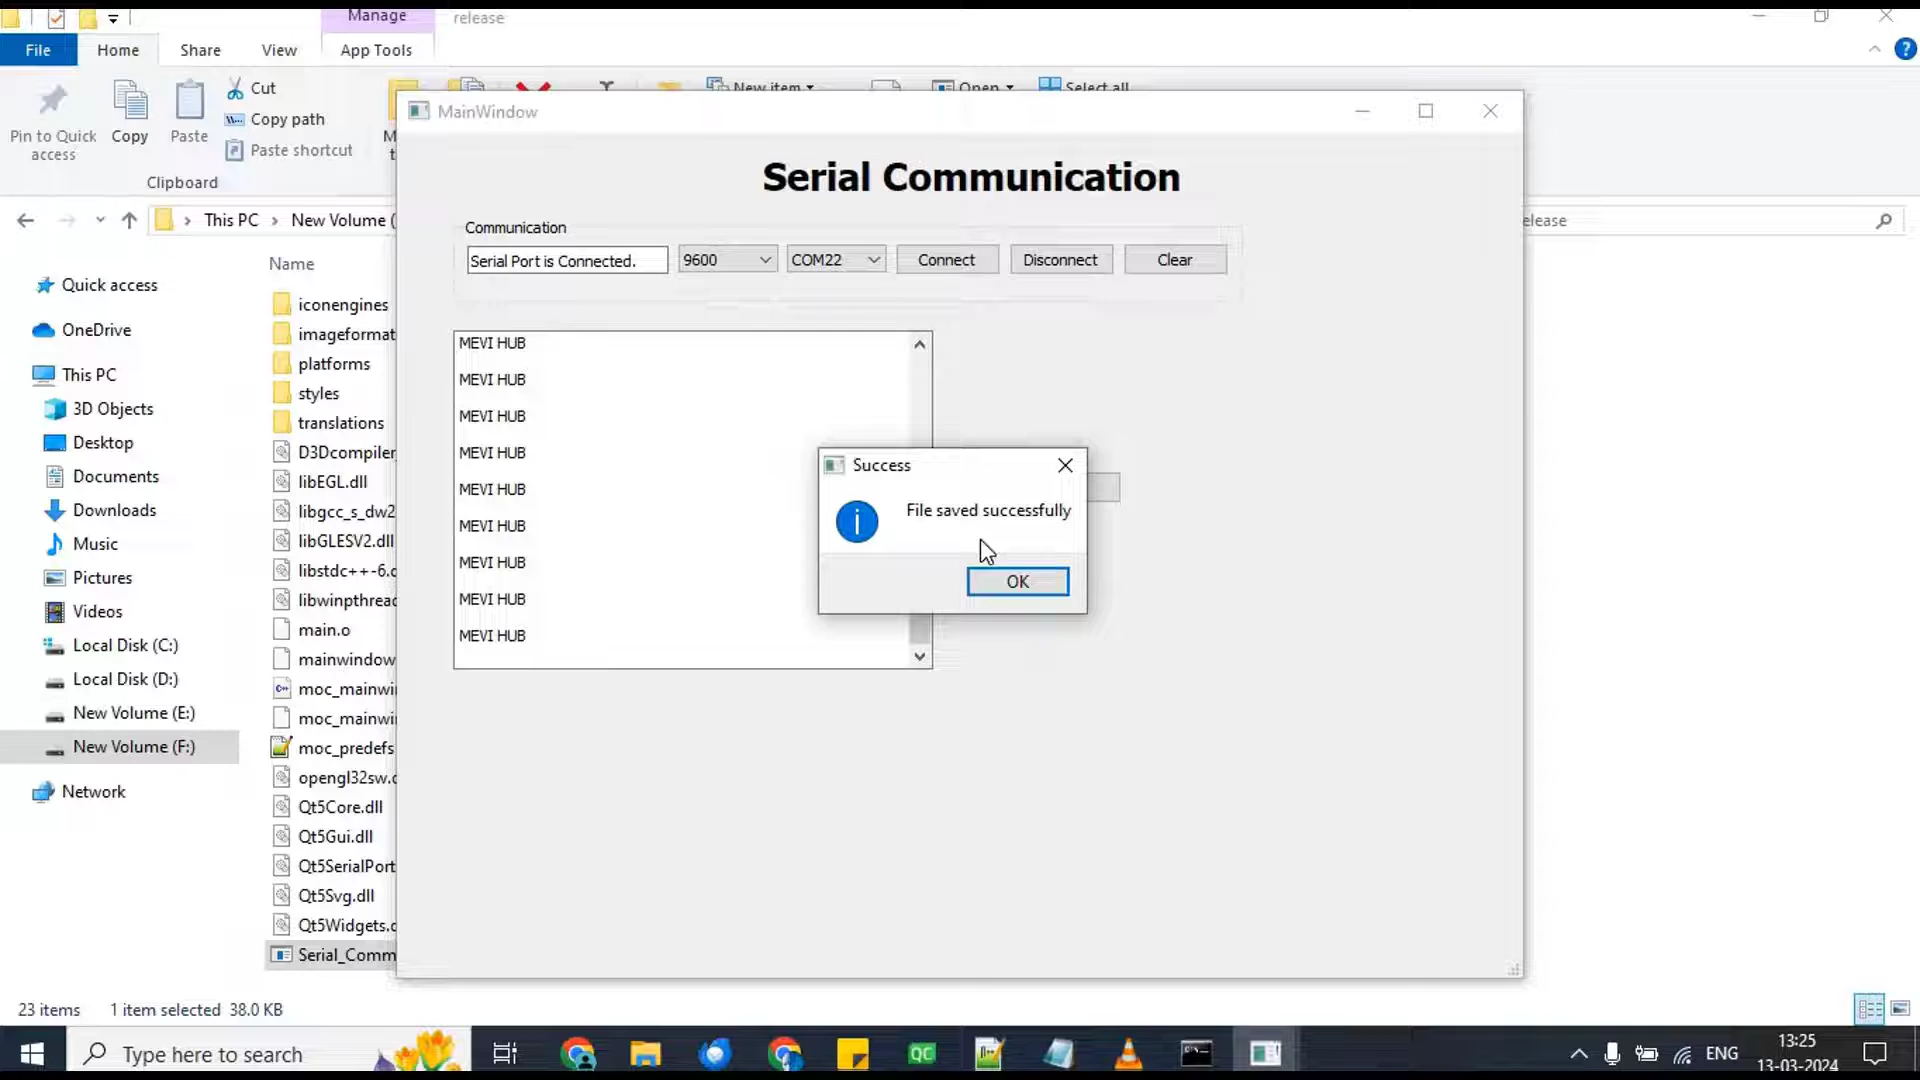 Manage
release
File
Home
Share
View
App Tools
Pin to Quick access
Copy
Paste
Cut
Copy path
Paste shortcut
Clipboard
New item
Open
Select all
This PC
New Volume (
elease
MainWindow
Serial Communication
Communication
Serial Port is Connected.
9600
COM22
Connect
Disconnect
Clear
MEVI HUB
MEVI HUB
MEVI HUB
MEVI HUB
MEVI HUB
MEVI HUB
MEVI HUB
MEVI HUB
MEVI HUB
Success
File saved successfully
OK
Quick access
OneDrive
This PC
3D Objects
Desktop
Documents
Downloads
Music
Pictures
Videos
Local Disk (C:)
Local Disk (D:)
New Volume (E:)
New Volume (F:)
Network
Name
iconengines
imageformat
platforms
styles
translations
D3Dcompiler
libEGL.dll
libgcc_s_dw2
libGLESV2.dll
libstdc++-6.d
libwinpthread
main.o
mainwindow
moc_mainwi
moc_mainwi
moc_predefs
opengl32sw.d
Qt5Core.dll
Qt5Gui.dll
Qt5SerialPort
Qt5Svg.dll
Qt5Widgets.d
Serial_Comm
23 items
1 item selected 38.0 KB
Type here to search
QC
ENG
13:25
13-03-2024